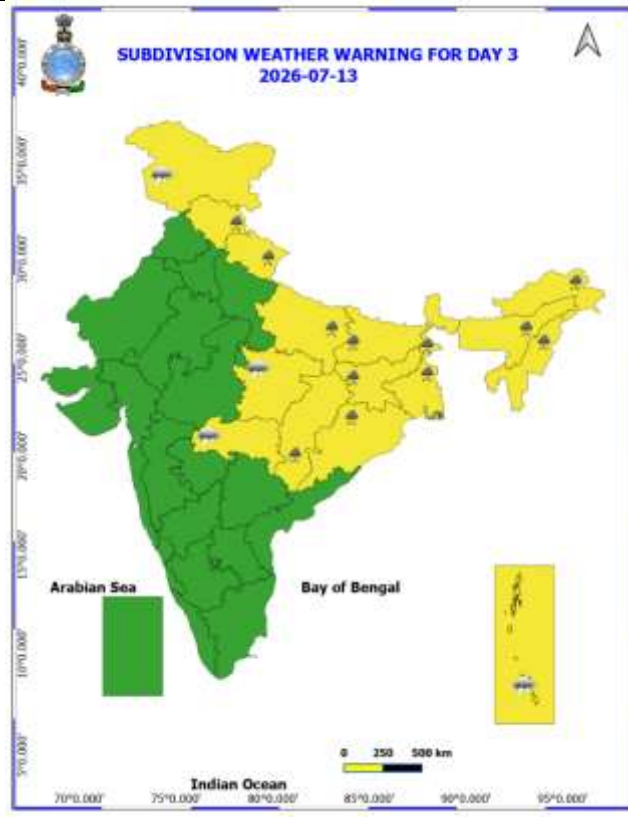 SUBDIVISION WEATHER WARNING FOR DAY 3
2026-07-13
40°0.000'
35°0.000'
30°0.000'
25°0.000'
20°0.000'
15°0.000'
10°0.000'
5°0.000'
Arabian Sea
Bay of Bengal
0 250 500 km
Indian Ocean
70°0.000' 75°0.000' 80°0.000' 85°0.000' 90°0.000' 95°0.000'